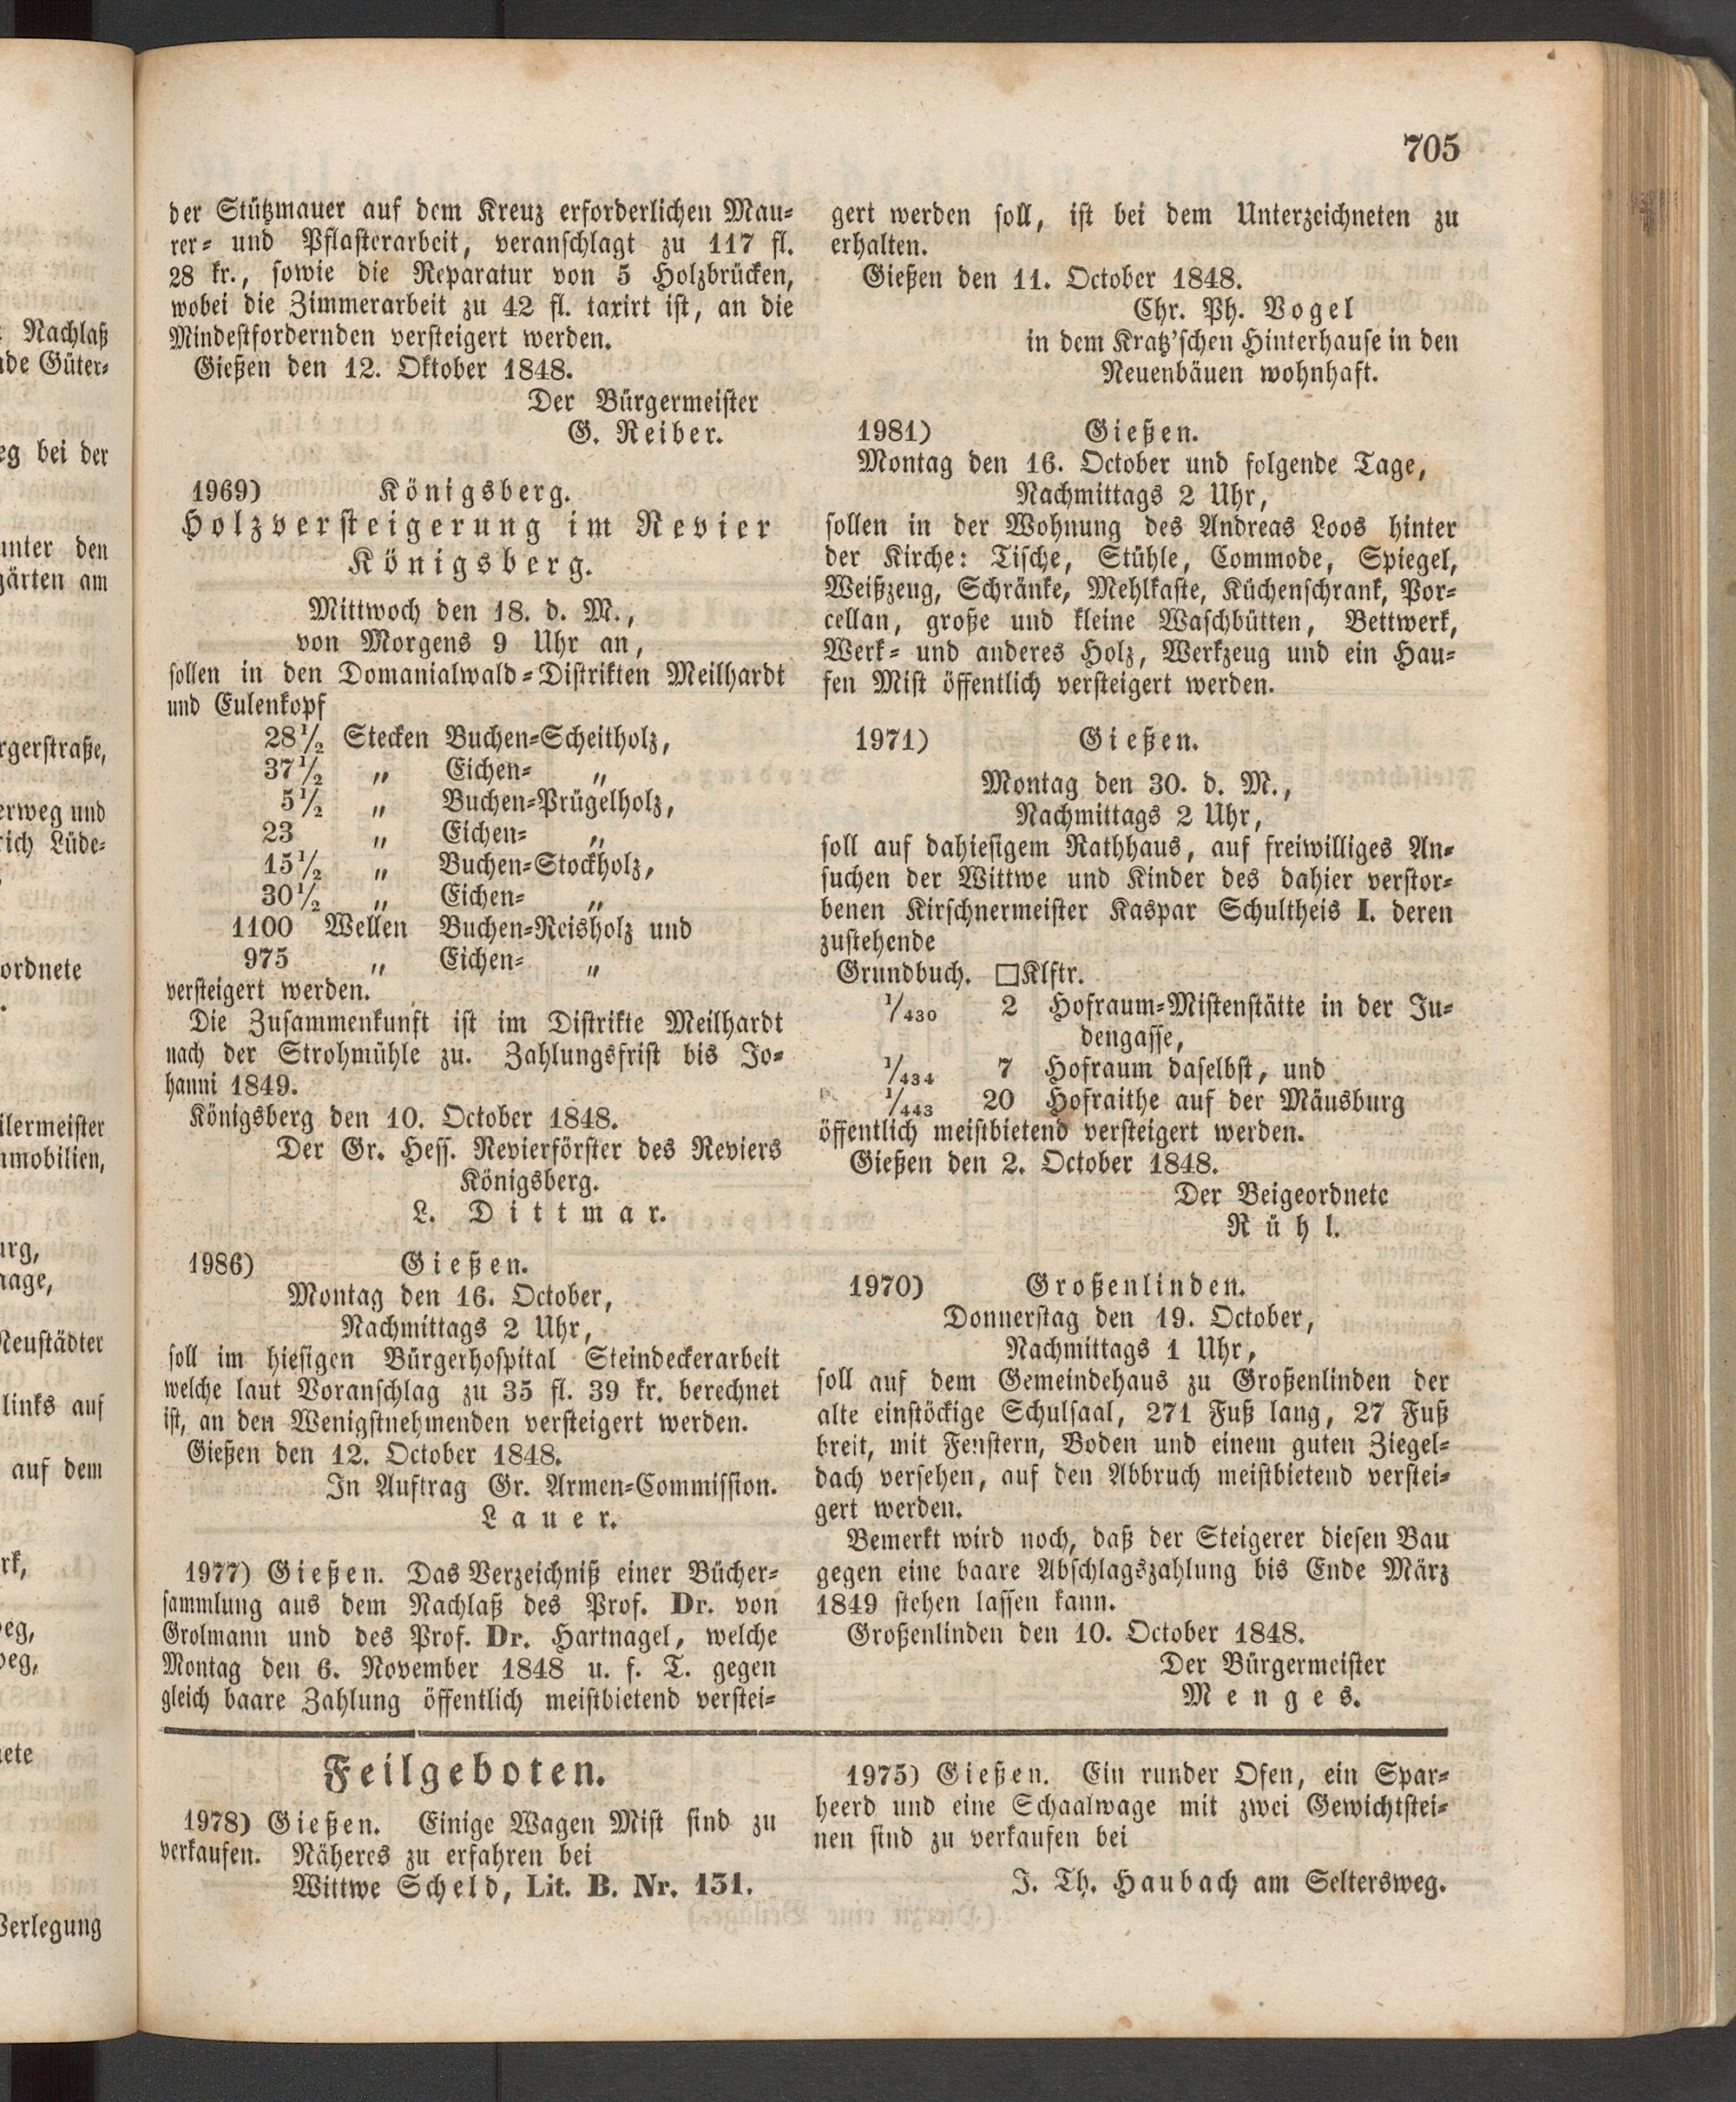 705
der Stützmauer auf dem Kreuz erforderlichen Mau-
rer- und Pflasterarbeit, veranschlagt zu 117 fl.
28 kr., sowie die Reparatur von 5 Holzbrücken,
wobei die Zimmerarbeit zu 42 fl. taxirt ist, an die
Mindestfordernden versteigert werden.
Gießen den 12. Oktober 1848.
Der Bürgermeister
G. Reiber.
1969) Königsberg.
Holzversteigerung im Revier
Königsberg.
Mittwoch den 18. d. M.,
von Morgens 9 Uhr an,
sollen in den Domanialwald-Distrikten Meilhardt
und Eulenkopf
28 1/2 Stecken Buchen-Scheitholz,
37 1/2 „ Eichen- „
5 1/2 „ Buchen-Prügelholz,
23 „ Eichen- „
15 1/2 „ Buchen-Stockholz,
30 1/2 „ Eichen- „
1100 Wellen Buchen-Reisholz und
975 „ Eichen- „
versteigert werden.
Die Zusammenkunft ist im Distrikte Meilhardt
nach der Strohmühle zu. Zahlungsfrist bis Jo-
hanni 1849.
Königsberg den 10. October 1848.
Der Gr. Hess. Revierförster des Reviers
Königsberg.
L. Dittmar.
1986) Gießen.
Montag den 16. October,
Nachmittags 2 Uhr,
soll im hiesigen Bürgerhospital Steindeckerarbeit
welche laut Voranschlag zu 35 fl. 39 kr. berechnet
ist, an den Wenigstnehmenden versteigert werden.
Gießen den 12. October 1848.
In Auftrag Gr. Armen-Commission.
Lauer.
1977) Gießen. Das Verzeichniß einer Bücher-
sammlung aus dem Nachlaß des Prof. Dr. von
Grolmann und des Prof. Dr. Hartnagel, welche
Montag den 6. November 1848 u. f. T. gegen
gleich baare Zahlung öffentlich meistbietend verstei-
gert werden soll, ist bei dem Unterzeichneten zu
erhalten.
Gießen den 11. October 1848.
Chr. Ph. Vogel
in dem Kratz'schen Hinterhause in den
Neuenbäuen wohnhaft.
1981) Gießen.
Montag den 16. October und folgende Tage,
Nachmittags 2 Uhr,
sollen in der Wohnung des Andreas Loos hinter
der Kirche: Tische, Stühle, Commode, Spiegel,
Weißzeug, Schränke, Mehlkaste, Küchenschrank, Por-
cellan, große und kleine Waschbütten, Bettwerk,
Werk- und anderes Holz, Werkzeug und ein Hau-
fen Mist öffentlich versteigert werden.
1971) Gießen.
Montag den 30. d. M.,
Nachmittags 2 Uhr,
soll auf dahiesigem Rathhaus, auf freiwilliges An-
suchen der Wittwe und Kinder des dahier verstor-
benen Kirschnermeister Kaspar Schultheis I. deren
zustehende
Grundbuch. □Klftr.
1/430 2 Hofraum-Mistenstätte in der Ju-
dengasse,
1/434 7 Hofraum daselbst, und
1/443 20 Hofraithe auf der Mäusburg
öffentlich meistbietend versteigert werden.
Gießen den 2. October 1848.
Der Beigeordnete
Rühl.
1970) Großenlinden.
Donnerstag den 19. October,
Nachmittags 1 Uhr,
soll auf dem Gemeindehaus zu Großenlinden der
alte einstöckige Schulsaal, 271 Fuß lang, 27 Fuß
breit, mit Fenstern, Boden und einem guten Ziegel-
dach versehen, auf den Abbruch meistbietend verstei-
gert werden.
Bemerkt wird noch, daß der Steigerer diesen Bau
gegen eine baare Abschlagszahlung bis Ende März
1849 stehen lassen kann.
Großenlinden den 10. October 1848.
Der Bürgermeister
Menges.
Feilgeboten.
1978) Gießen. Einige Wagen Mist sind zu
verkaufen. Näheres zu erfahren bei
Wittwe Scheld, Lit. B. Nr. 151.
1975) Gießen. Ein runder Ofen, ein Spar-
heerd und eine Schaalwage mit zwei Gewichtstei-
nen sind zu verkaufen bei
J. Th. Haubach am Seltersweg.